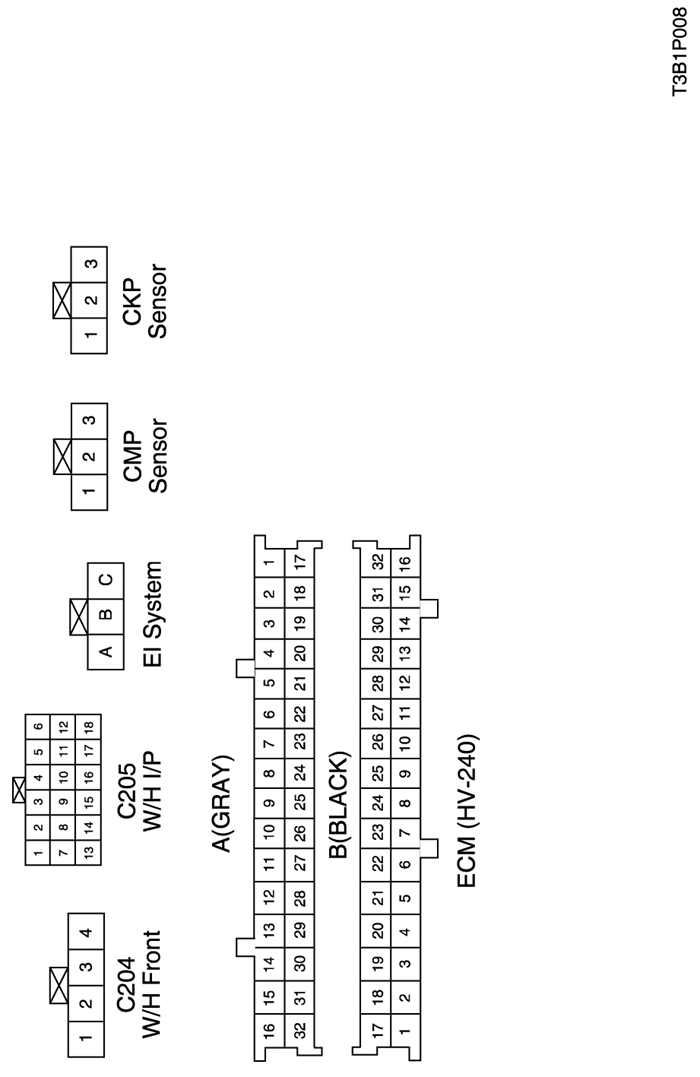 1 2 3 4
C204
W/H Front
1 2 3 4 5 6
7 8 9 10 11 12
13 14 15 16 17 18
C205
W/H I/P
A B C
EI System
1 2 3
CMP
Sensor
1 2 3
CKP
Sensor
A(GRAY)
16 15 14 13 12 11 10 9 8 7 6 5 4 3 2 1
32 31 30 29 28 27 26 25 24 23 22 21 20 19 18 17
B(BLACK)
17 18 19 20 21 22 23 24 25 26 27 28 29 30 31 32
1 2 3 4 5 6 7 8 9 10 11 12 13 14 15 16
ECM (HV-240)
T3B1P008